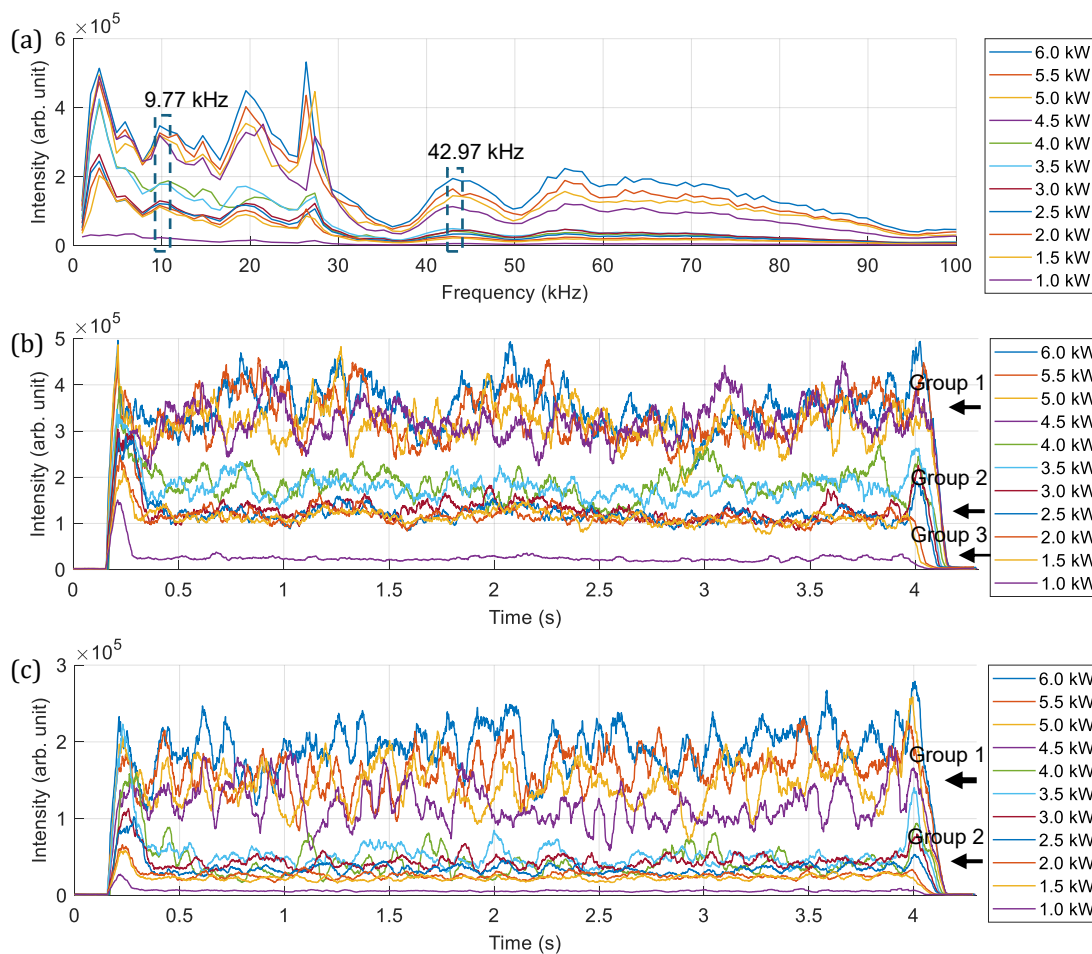 (a)
×10^5
6
4
2
0
Intensity (arb. unit)
9.77 kHz
42.97 kHz
0 10 20 30 40 50 60 70 80 90 100
Frequency (kHz)
6.0 kW
5.5 kW
5.0 kW
4.5 kW
4.0 kW
3.5 kW
3.0 kW
2.5 kW
2.0 kW
1.5 kW
1.0 kW
(b)
×10^5
5
4
3
2
1
0
Intensity (arb. unit)
Group 1
Group 2
Group 3
0 0.5 1 1.5 2 2.5 3 3.5 4
Time (s)
6.0 kW
5.5 kW
5.0 kW
4.5 kW
4.0 kW
3.5 kW
3.0 kW
2.5 kW
2.0 kW
1.5 kW
1.0 kW
(c)
×10^5
3
2
1
0
Intensity (arb. unit)
Group 1
Group 2
0 0.5 1 1.5 2 2.5 3 3.5 4
Time (s)
6.0 kW
5.5 kW
5.0 kW
4.5 kW
4.0 kW
3.5 kW
3.0 kW
2.5 kW
2.0 kW
1.5 kW
1.0 kW